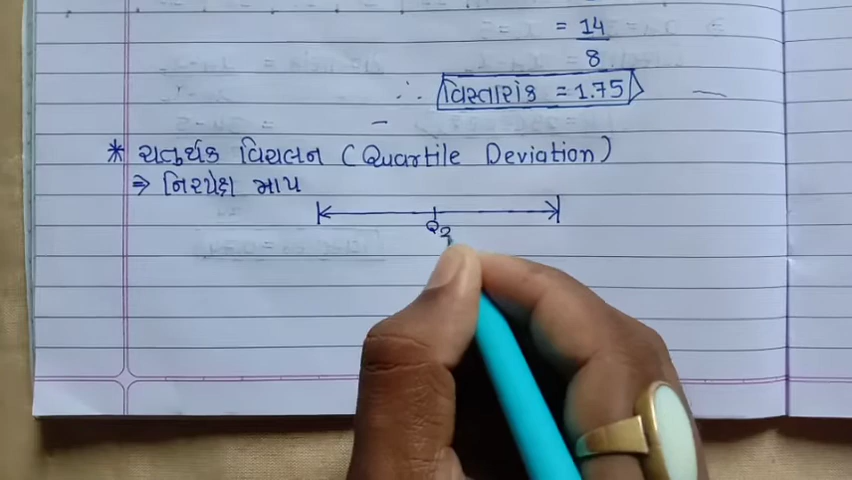 = 14
8
∴ વિસ્તારાંક = 1.75
* ચતુર્થક વિચલન (Quartile Deviation)
⇒ નિરપેક્ષ માપ
Q2